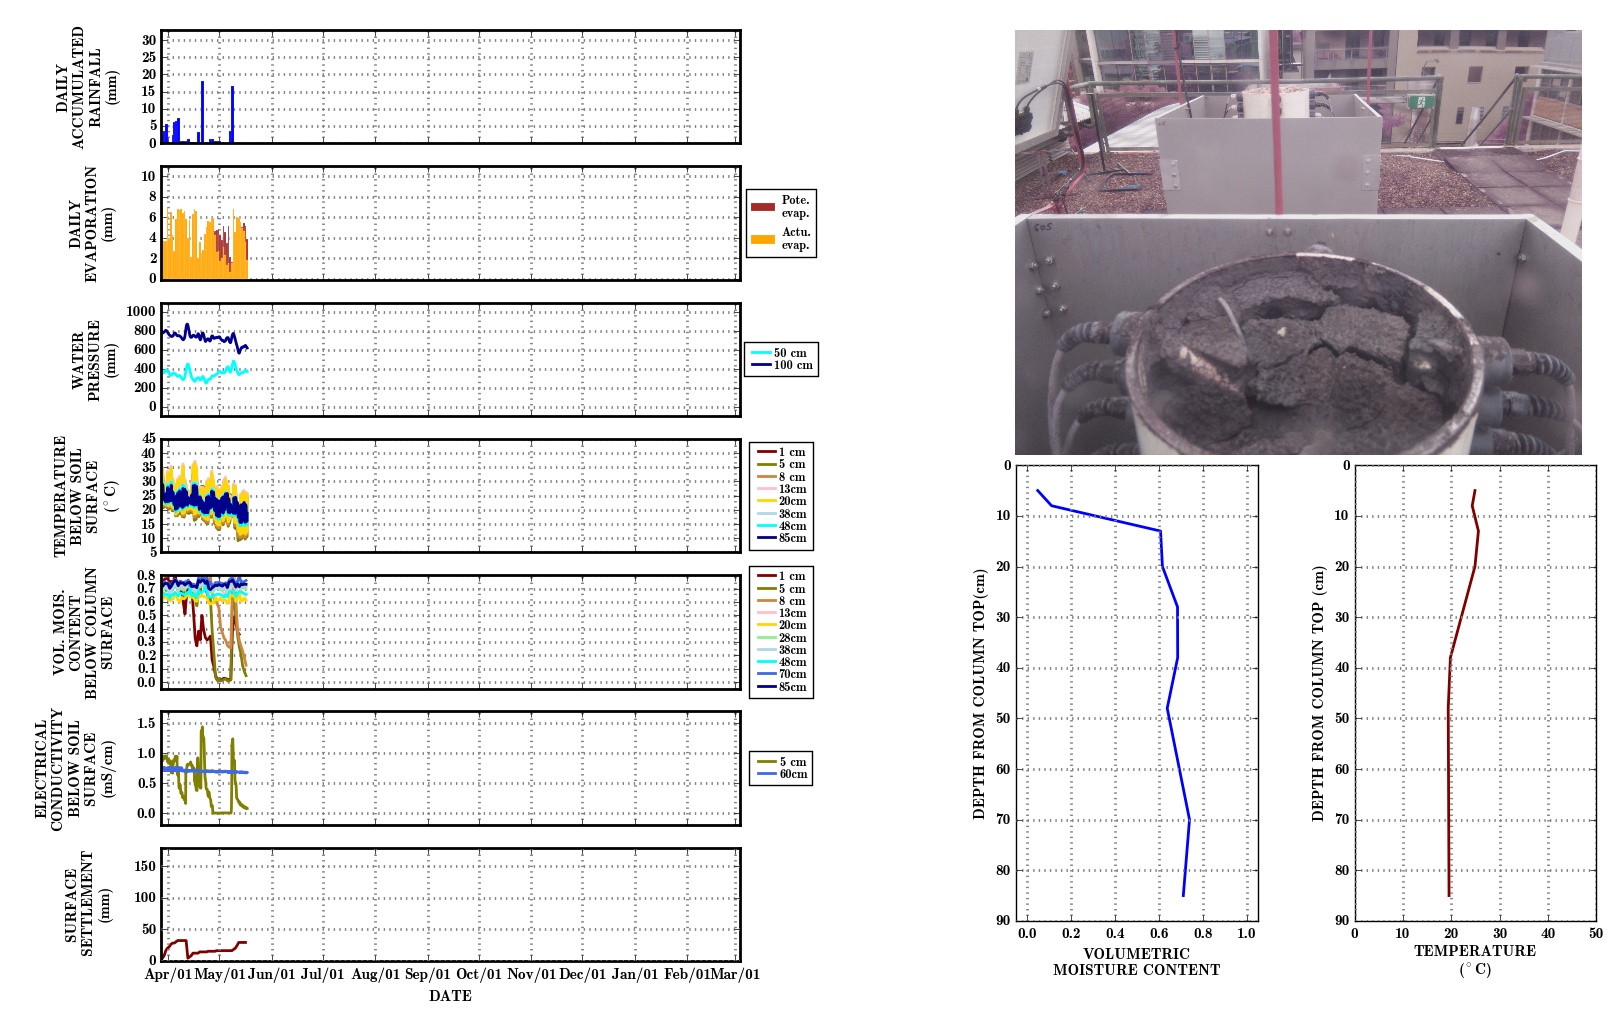 DAILY
ACCUMULATED
RAINFALL
(mm)
30
25
20
15
10
5
0
DAILY
EVAPORATION
(mm)
10
8
6
4
2
0
Pote.
evap.
Actu.
evap.
WATER
PRESSURE
(mm)
1000
800
600
400
200
0
50 cm
100 cm
TEMPERATURE
BELOW SOIL
SURFACE
(°C)
45
40
35
30
25
20
15
10
5
1 cm
5 cm
8 cm
13cm
20cm
38cm
48cm
85cm
VOL. MOIS.
CONTENT
BELOW COLUMN
SURFACE
0.8
0.7
0.6
0.5
0.4
0.3
0.2
0.1
0.0
1 cm
5 cm
8 cm
13cm
20cm
28cm
38cm
48cm
70cm
85cm
ELECTRICAL
CONDUCTIVITY
BELOW SOIL
SURFACE
(mS/cm)
1.5
1.0
0.5
0.0
5 cm
60cm
SURFACE
SETTLEMENT
(mm)
150
100
50
0
Apr/01 May/01 Jun/01 Jul/01 Aug/01 Sep/01 Oct/01 Nov/01 Dec/01 Jan/01 Feb/01 Mar/01
DATE
DEPTH FROM COLUMN TOP(cm)
0
10
20
30
40
50
60
70
80
90
0.0 0.2 0.4 0.6 0.8 1.0
VOLUMETRIC
MOISTURE CONTENT
DEPTH FROM COLUMN TOP (cm)
0
10
20
30
40
50
60
70
80
90
0 10 20 30 40 50
TEMPERATURE
(°C)